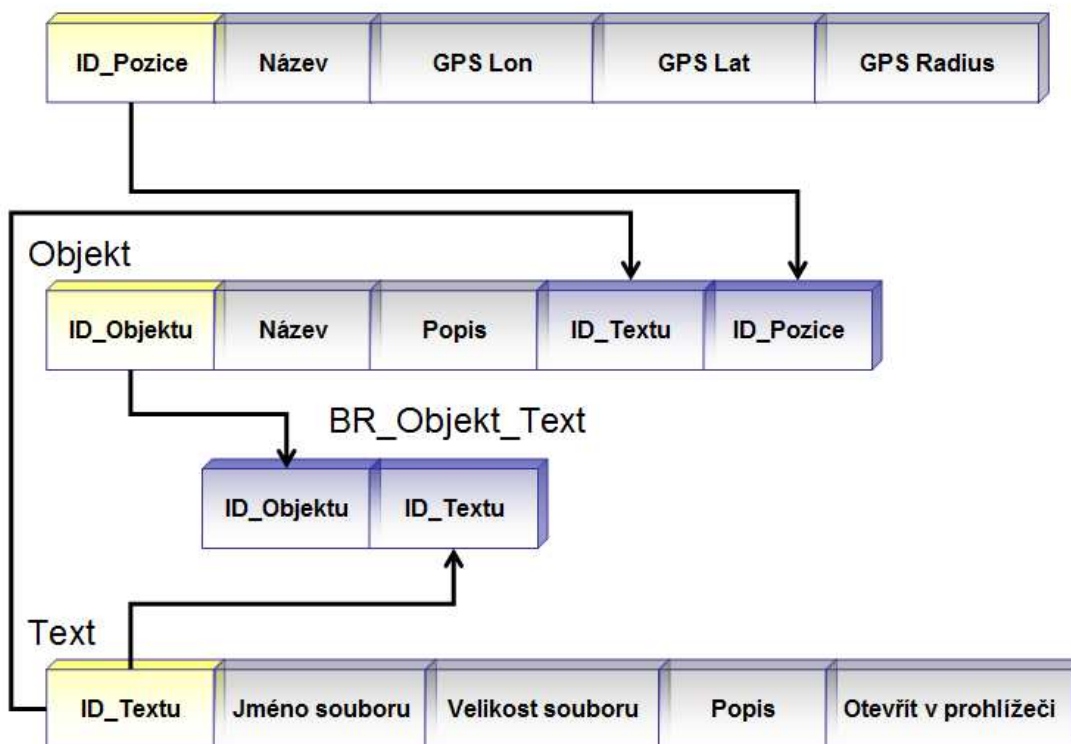 ID_Pozice Název GPS Lon GPS Lat GPS Radius
Objekt
ID_Objektu Název Popis ID_Textu ID_Pozice
BR_Objekt_Text
ID_Objektu ID_Textu
Text
ID_Textu Jméno souboru Velikost souboru Popis Otevřít v prohlížeči